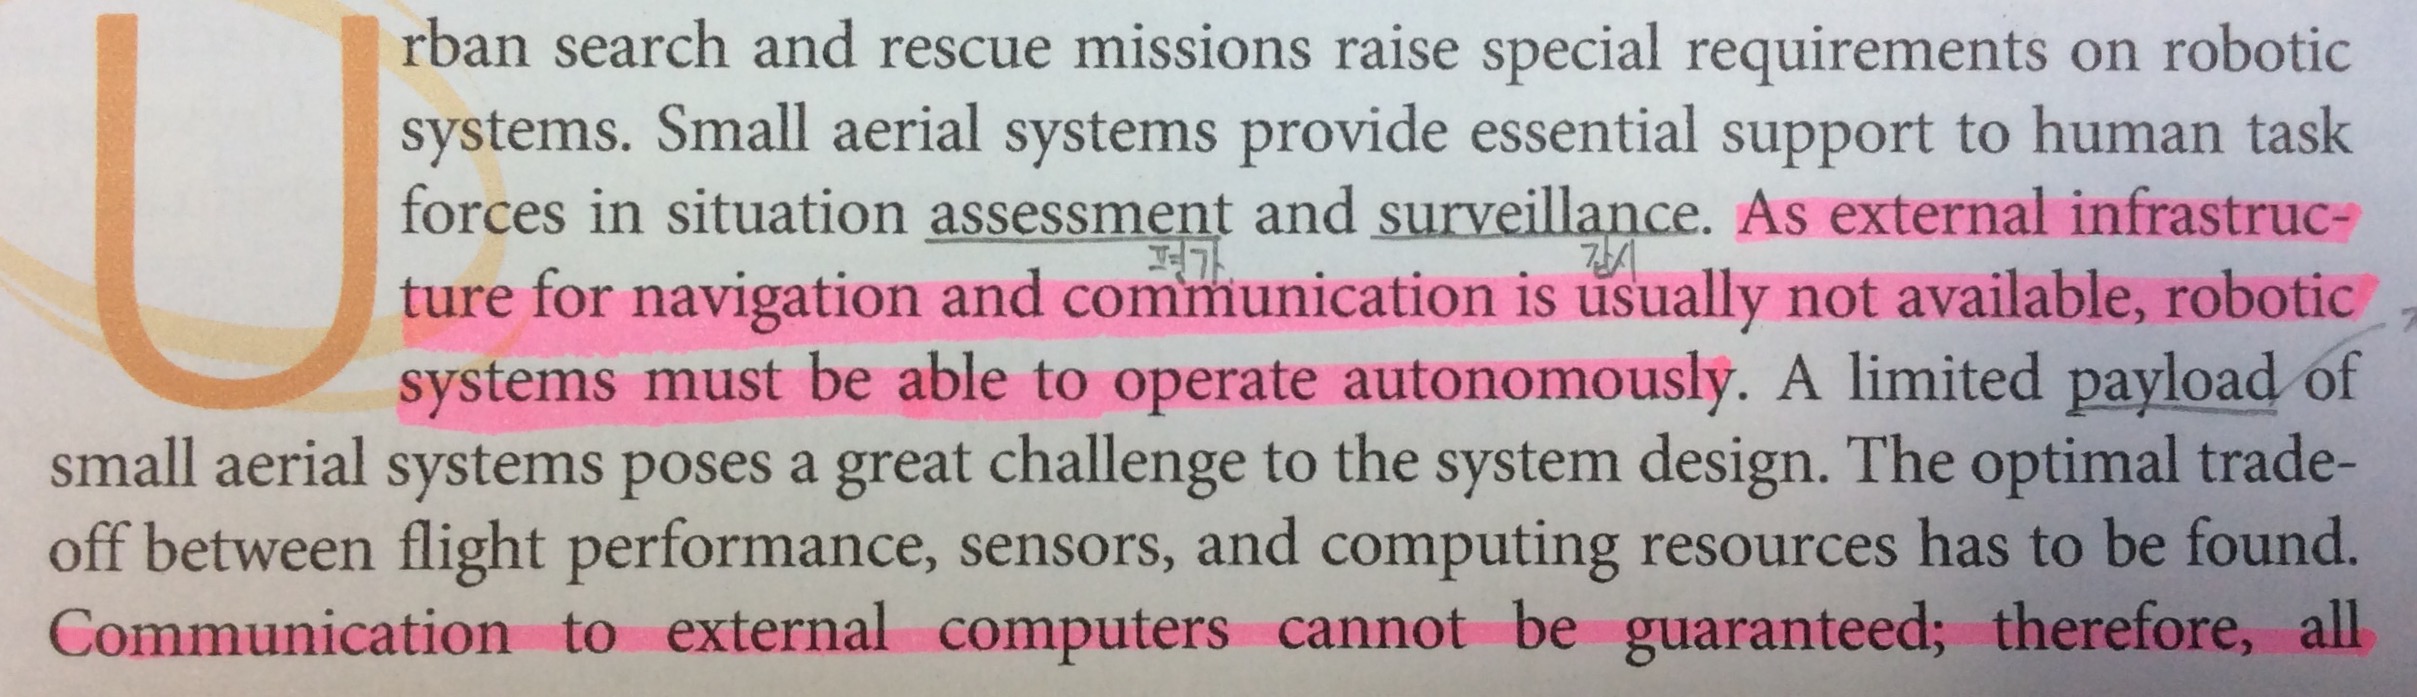 Urban search and rescue missions raise special requirements on robotic
systems. Small aerial systems provide essential support to human task
forces in situation assessment and surveillance. As external infrastruc-
평가 감시
ture for navigation and communication is usually not available, robotic
systems must be able to operate autonomously. A limited payload of
small aerial systems poses a great challenge to the system design. The optimal trade-
off between flight performance, sensors, and computing resources has to be found.
Communication to external computers cannot be guaranteed; therefore, all